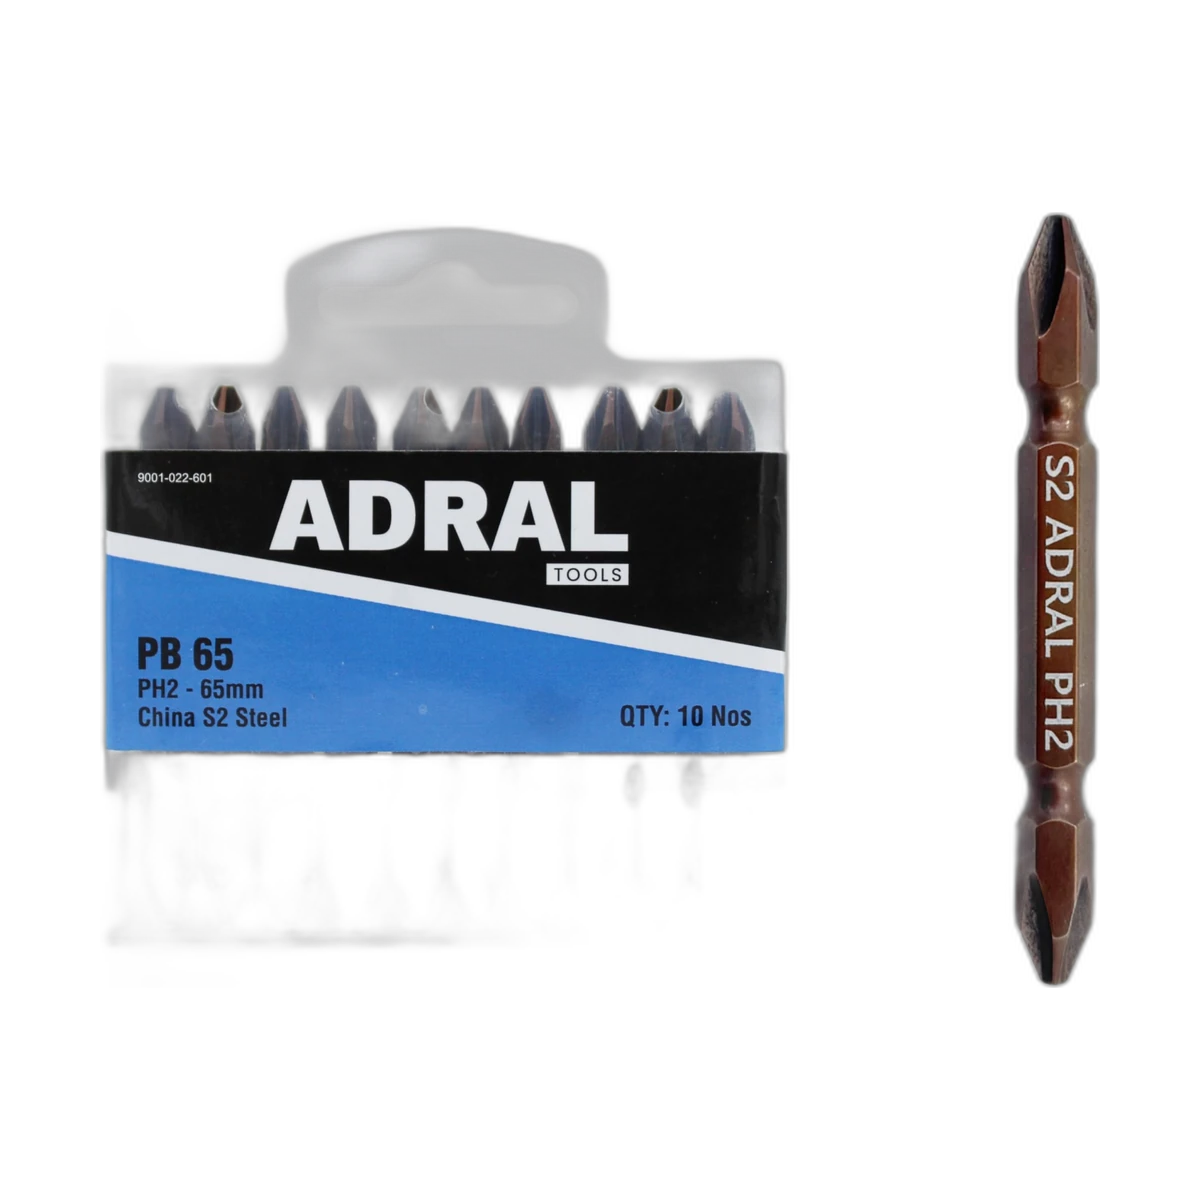 9001-022-601
ADRAL
TOOLS
PB 65
PH2 - 65mm
China S2 Steel
QTY: 10 Nos
S2 ADRAL PH2